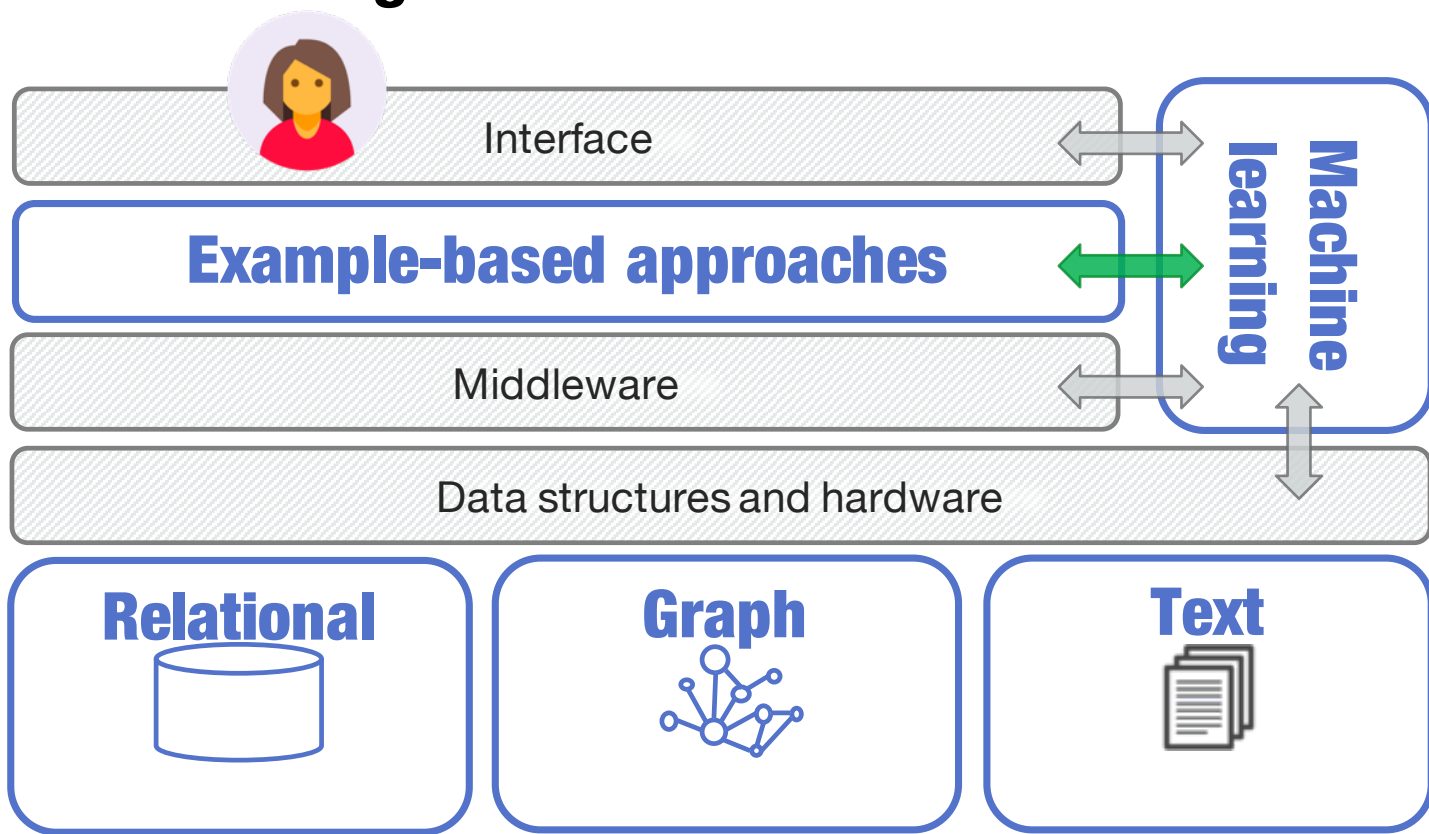 Interface
Example-based approaches
Machine
learning
Middleware
Data structures and hardware
Relational
Graph
Text